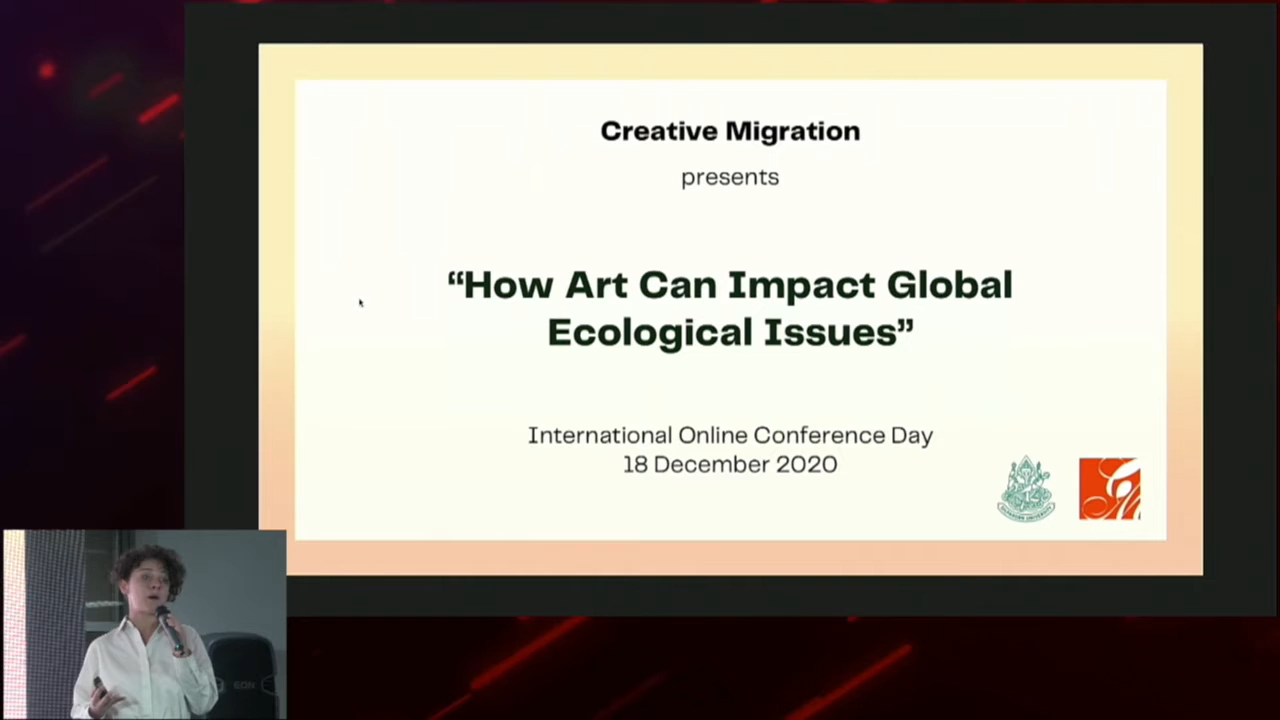 Creative Migration
presents
“How Art Can Impact Global
Ecological Issues”
International Online Conference Day
18 December 2020